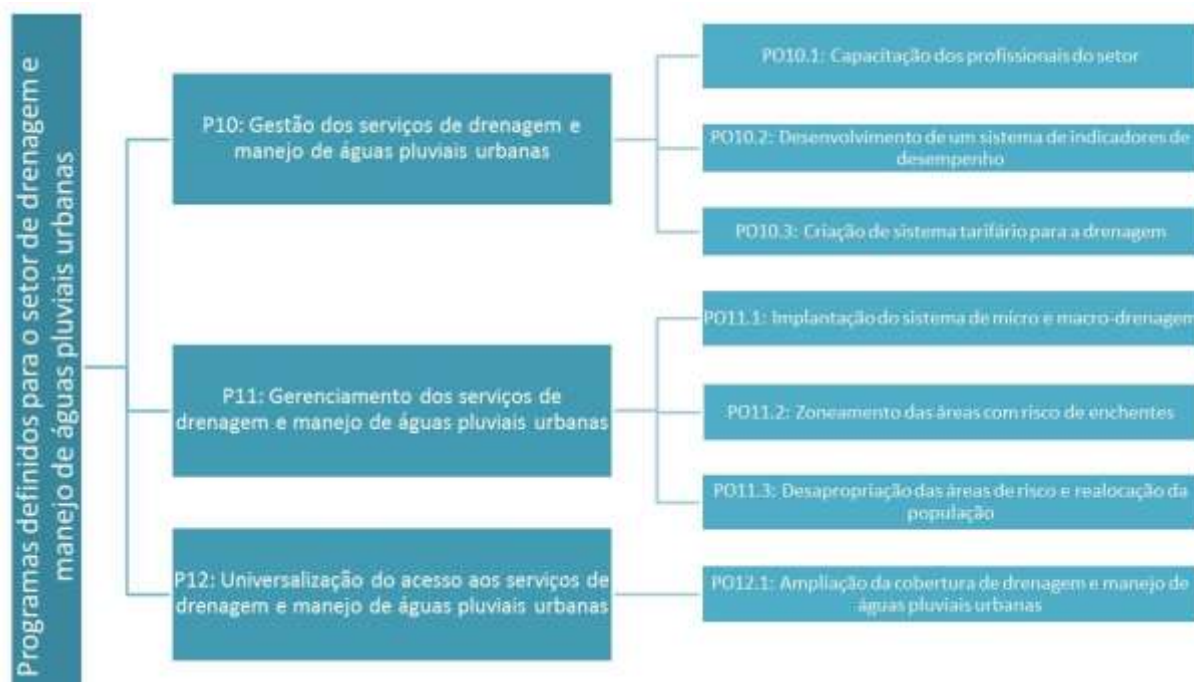 Programas definidos para o setor de drenagem e
manejo de águas pluviais urbanas
P10: Gestão dos serviços de drenagem e
manejo de águas pluviais urbanas
PO10.1: Capacitação dos profissionais do setor
PO10.2: Desenvolvimento de um sistema de indicadores de
desempenho
PO10.3: Criação de sistema tarifário para a drenagem
P11: Gerenciamento dos serviços de
drenagem e manejo de águas pluviais urbanas
PO11.1: Implantação do sistema de micro e macro-drenagem
PO11.2: Zoneamento das áreas com risco de enchentes
PO11.3: Desapropriação das áreas de risco e realocação da
população
P12: Universalização do acesso aos serviços de
drenagem e manejo de águas pluviais urbanas
PO12.1: Ampliação da cobertura de drenagem e manejo de
águas pluviais urbanas